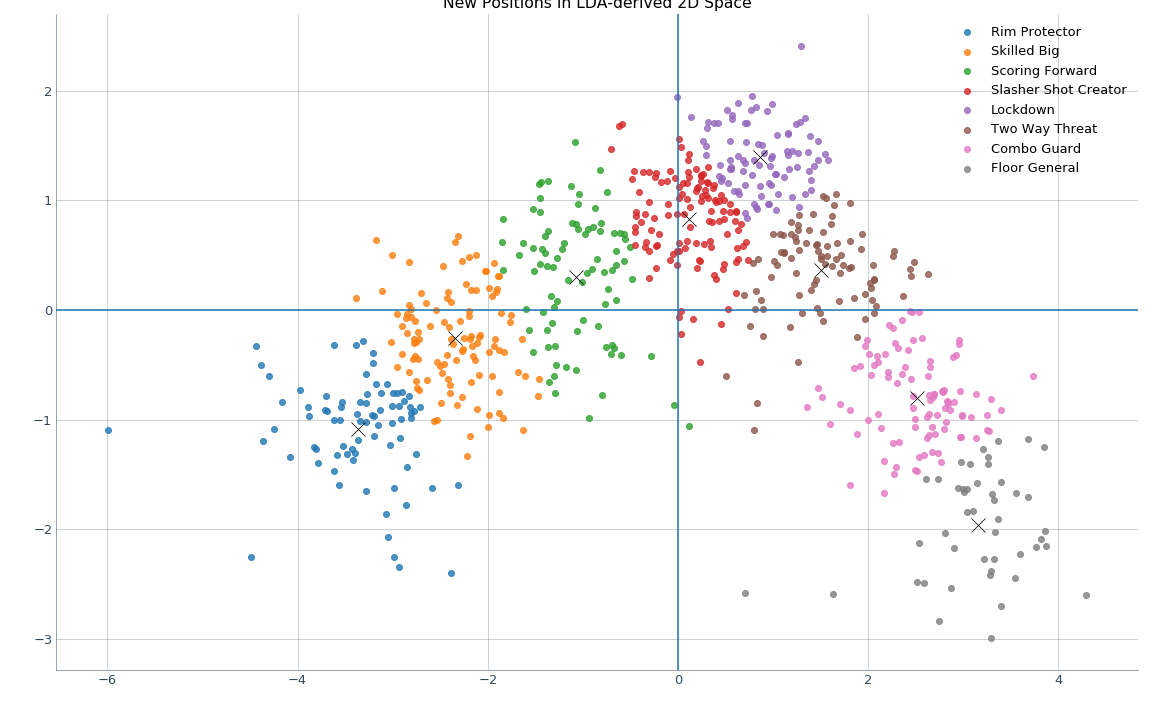 New Positions in LDA-derived 2D Space
Rim Protector
Skilled Big
Scoring Forward
Slasher Shot Creator
Lockdown
Two Way Threat
Combo Guard
Floor General
2
1
0
−1
−2
−3
−6
−4
−2
0
2
4